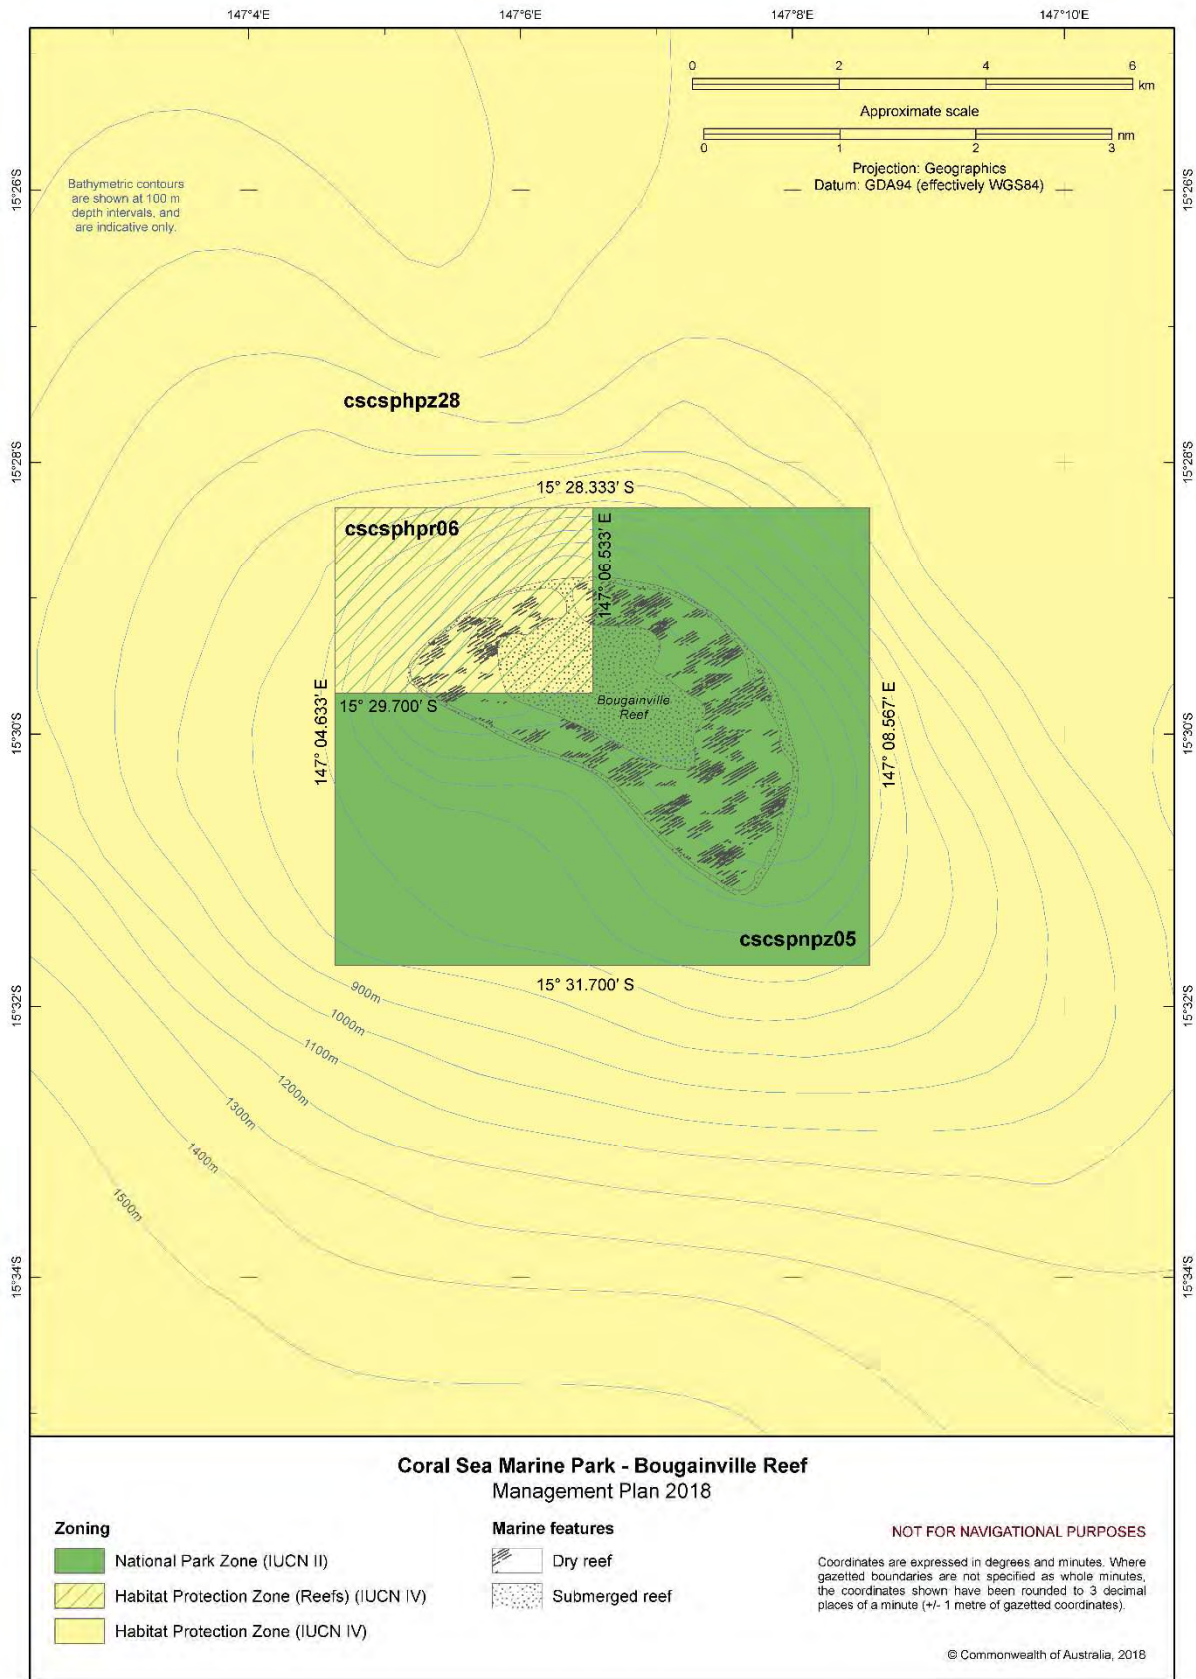 147°4'E
147°6'E
147°8'E
147°10'E
0 2 4 6
km
Approximate scale
nm
0 1 2 3
Projection: Geographics
Datum: GDA94 (effectively WGS84)
15°26'S
15°26'S
Bathymetric contours
are shown at 100 m
depth intervals, and
are indicative only.
cscsphpz28
15°28'S
15°28'S
15° 28.333' S
cscsphpr06
147° 06.533' E
147° 04.633' E
15° 29.700' S
Bougainville
Reef
147° 08.567' E
15°30'S
15°30'S
cscspnpz05
15° 31.700' S
15°32'S
15°32'S
900m
1000m
1100m
1200m
1300m
1400m
1500m
15°34'S
15°34'S
Coral Sea Marine Park - Bougainville Reef
Management Plan 2018
Zoning
National Park Zone (IUCN II)
Habitat Protection Zone (Reefs) (IUCN IV)
Habitat Protection Zone (IUCN IV)
Marine features
Dry reef
Submerged reef
NOT FOR NAVIGATIONAL PURPOSES
Coordinates are expressed in degrees and minutes. Where
gazetted boundaries are not specified as whole minutes,
the coordinates shown have been rounded to 3 decimal
places of a minute (+/- 1 metre of gazetted coordinates).
© Commonwealth of Australia, 2018